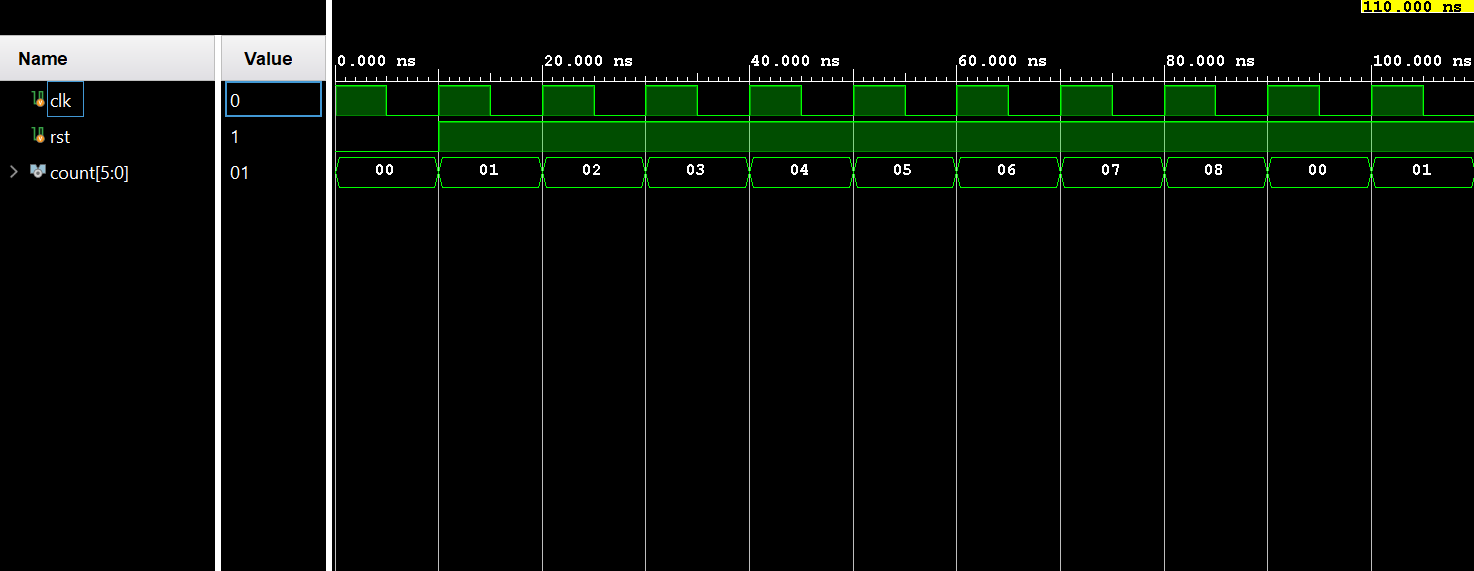 110.000 ns
Name Value
0.000 ns 20.000 ns 40.000 ns 60.000 ns 80.000 ns 100.000 ns
clk 0
rst 1
count[5:0] 01 00 01 02 03 04 05 06 07 08 00 01